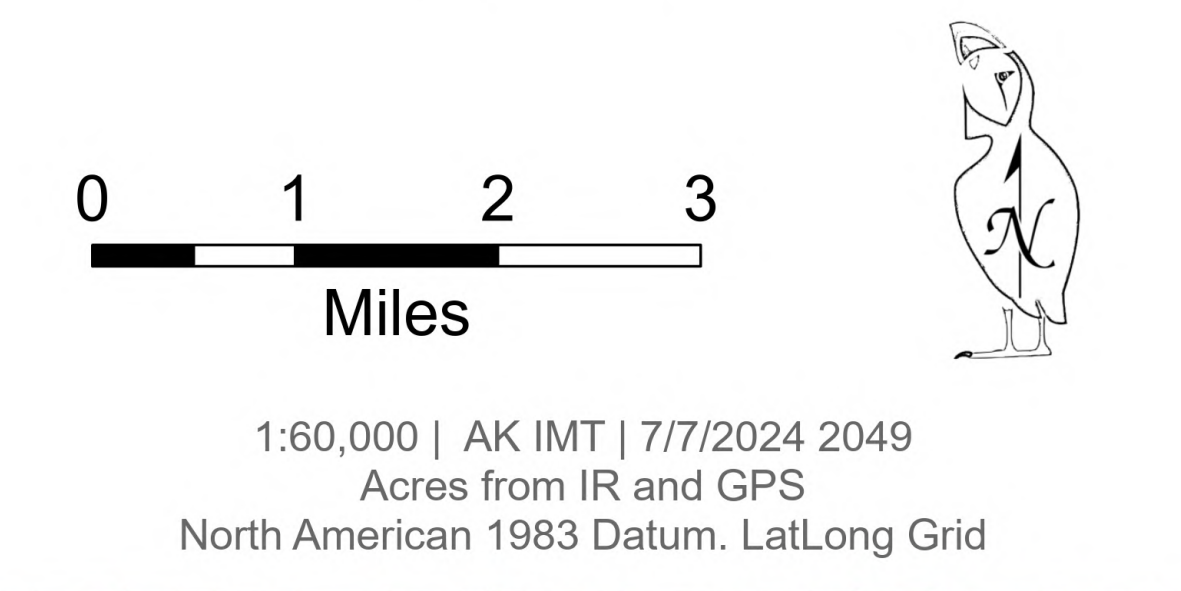 0 1 2 3
Miles
N
1:60,000 | AK IMT | 7/7/2024 2049
Acres from IR and GPS
North American 1983 Datum. LatLong Grid